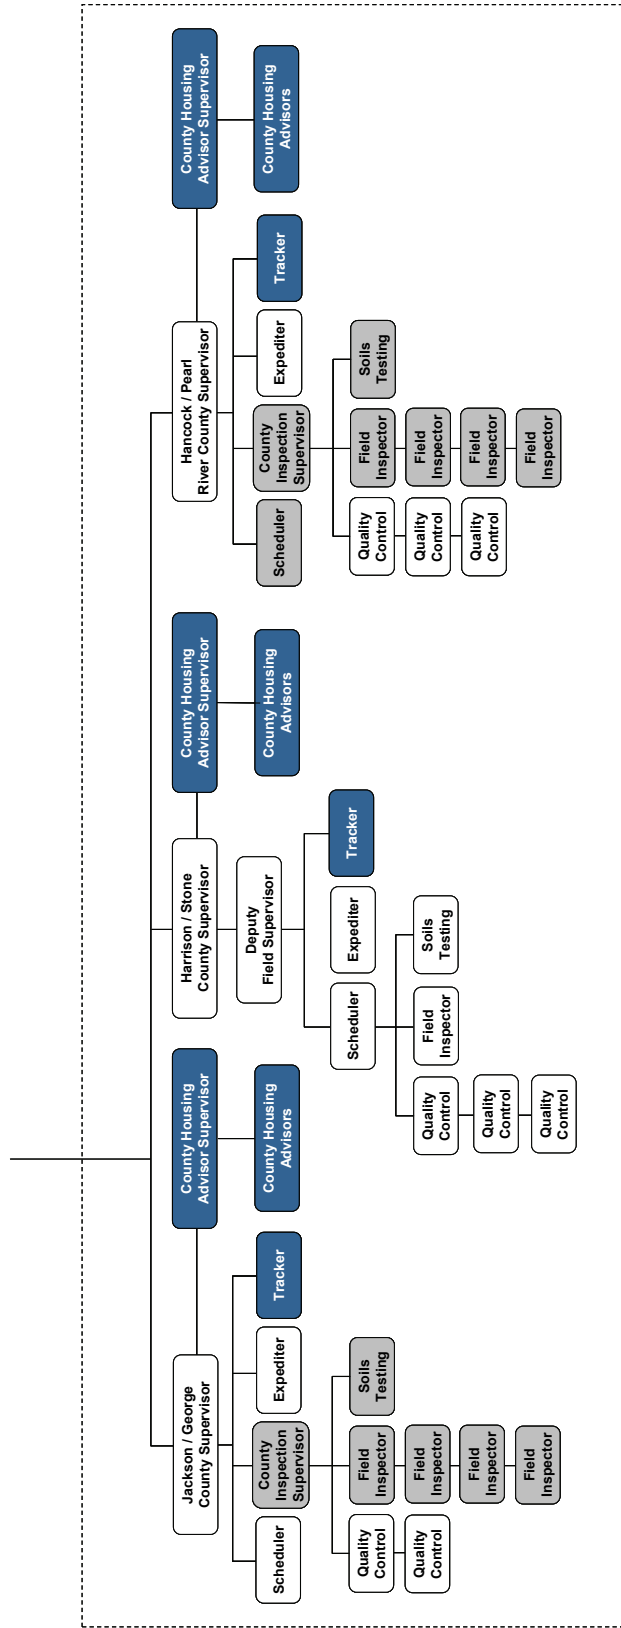 Jackson / George
County Supervisor
County Housing
Advisor Supervisor
Harrison / Stone
County Supervisor
County Housing
Advisor Supervisor
Hancock / Pearl
River County Supervisor
County Housing
Advisor Supervisor
Scheduler
County
Inspection
Supervisor
Expediter
Tracker
County Housing
Advisors
Deputy
Field Supervisor
County Housing
Advisors
Scheduler
County
Inspection
Supervisor
Expediter
Tracker
County Housing
Advisors
Quality
Control
Field
Inspector
Soils
Testing
Scheduler
Expediter
Tracker
Quality
Control
Field
Inspector
Soils
Testing
Quality
Control
Field
Inspector
Quality
Control
Field
Inspector
Soils
Testing
Quality
Control
Field
Inspector
Field
Inspector
Quality
Control
Quality
Control
Field
Inspector
Field
Inspector
Quality
Control
Field
Inspector